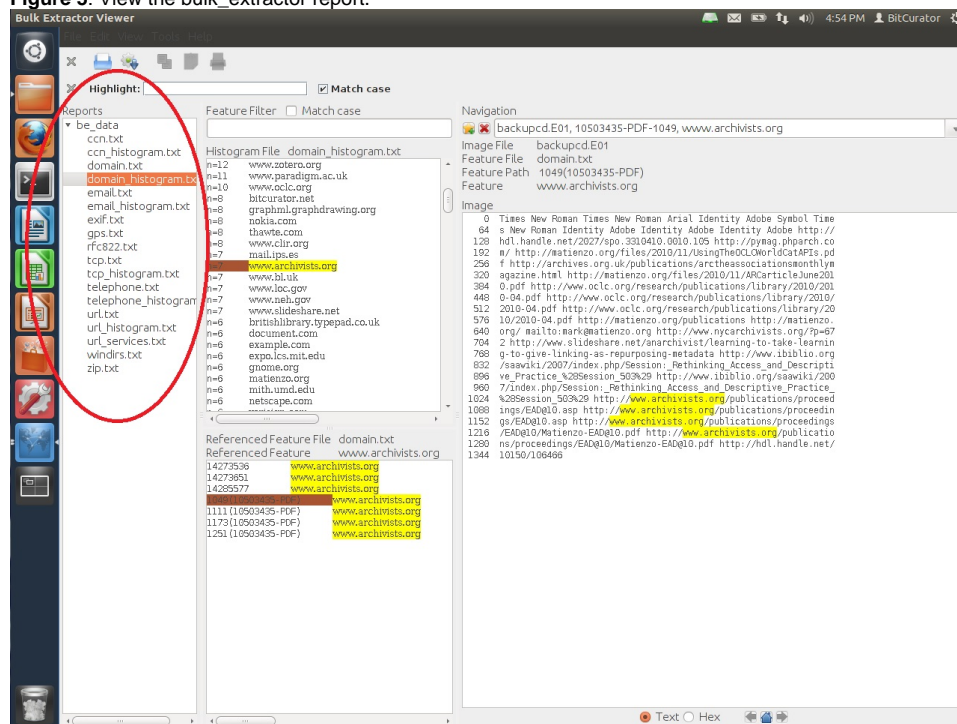 Figure 5. View the bulk_extractor report.
Bulk Extractor Viewer
4:54 PM
BitCurator
File Edit View Tools Help
Highlight:
Match case
Reports
be_data
ccn.txt
ccn_histogram.txt
domain.txt
domain_histogram.tx
email.txt
email_histogram.txt
exif.txt
gps.txt
rfc822.txt
tcp.txt
tcp_histogram.txt
telephone.txt
telephone_histogram
url.txt
url_histogram.txt
url_services.txt
windirs.txt
zip.txt
Feature Filter Match case
Histogram File domain_histogram.txt
n=12 www.zotero.org
n=11 www.paradigm.ac.uk
n=10 www.oclc.org
n=8 bitcurator.net
n=8 graphml.graphdrawing.org
n=8 nokia.com
n=8 thawte.com
n=8 www.clir.org
n=7 mail.ips.es
n=7 www.archivists.org
n=7 www.bl.uk
n=7 www.loc.gov
n=7 www.neh.gov
n=7 www.slideshare.net
n=6 britishlibrary.typepad.co.uk
n=6 document.com
n=6 example.com
n=6 expo.lcs.mit.edu
n=6 gnome.org
n=6 matienzo.org
n=6 mith.umd.edu
n=6 netscape.com
Referenced Feature File domain.txt
Referenced Feature www.archivists.org
14273536 www.archivists.org
14273651 www.archivists.org
14285577 www.archivists.org
1049(10503435-PDF) www.archivists.org
1111(10503435-PDF) www.archivists.org
1173(10503435-PDF) www.archivists.org
1251(10503435-PDF) www.archivists.org
Navigation
backupcd.E01, 10503435-PDF-1049, www.archivists.org
Image File backupcd.E01
Feature File domain.txt
Feature Path 1049(10503435-PDF)
Feature www.archivists.org
Image
0 Times New Roman Times New Roman Arial Identity Adobe Symbol Time
64 s New Roman Identity Adobe Identity Adobe Identity Adobe http://
128 hdl.handle.net/2027/spo.3310410.0010.105 http://pymag.phparch.co
192 m/ http://matienzo.org/files/2010/11/UsingTheOCLCWorldCatAPIs.pd
256 f http://archives.org.uk/publications/arctheassociationsmonthlym
320 agazine.html http://matienzo.org/files/2010/11/ARCarticleJune201
384 0.pdf http://www.oclc.org/research/publications/library/2010/201
448 0-04.pdf http://www.oclc.org/research/publications/library/2010/
512 2010-04.pdf http://www.oclc.org/research/publications/library/20
576 10/2010-04.pdf http://matienzo.org/publications http://matienzo.
640 org/ mailto:mark@matienzo.org http://www.nycarchivists.org/?p=67
704 2 http://www.slideshare.net/anarchivist/learning-to-take-learnin
768 g-to-give-linking-as-repurposing-metadata http://www.ibiblio.org
832 /saawiki/2007/index.php/Session:_Rethinking_Access_and_Descripti
896 ve_Practice_%28Session_503%29 http://www.ibiblio.org/saawiki/200
960 7/index.php/Session:_Rethinking_Access_and_Descriptive_Practice_
1024 %28Session_503%29 http://www.archivists.org/publications/proceed
1088 ings/EAD@10.asp http://www.archivists.org/publications/proceedin
1152 gs/EAD@10.asp http://www.archivists.org/publications/proceedings
1216 /EAD@10/Matienzo-EAD@10.pdf http://www.archivists.org/publicatio
1280 ns/proceedings/EAD@10/Matienzo-EAD@10.pdf http://hdl.handle.net/
1344 10150/106466
Text Hex